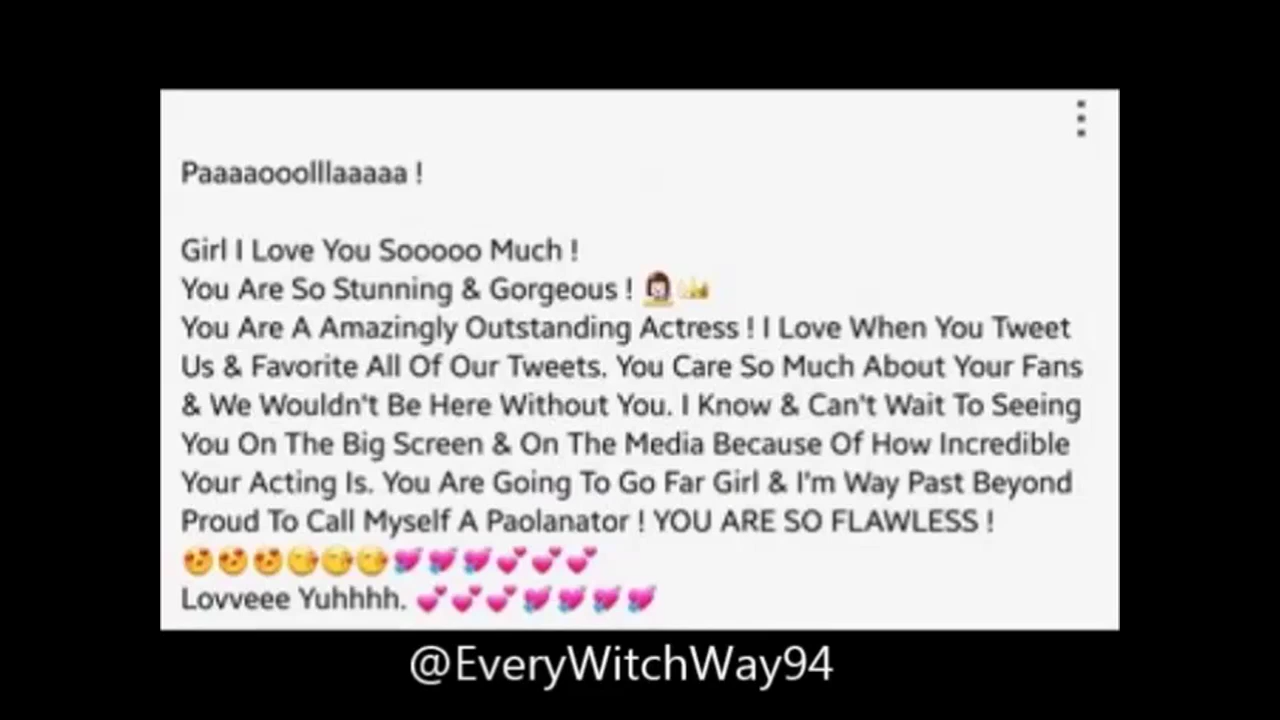 Paaaaooolllaaaaa !
Girl I Love You Sooooo Much !
You Are So Stunning & Gorgeous ! 💁👑
You Are A Amazingly Outstanding Actress ! I Love When You Tweet
Us & Favorite All Of Our Tweets. You Care So Much About Your Fans
& We Wouldn't Be Here Without You. I Know & Can't Wait To Seeing
You On The Big Screen & On The Media Because Of How Incredible
Your Acting Is. You Are Going To Go Far Girl & I'm Way Past Beyond
Proud To Call Myself A Paolanator ! YOU ARE SO FLAWLESS !
😍😍😍😘😘😘💘💘💘💕💕💕
Lovveee Yuhhhh. 💕💕💕💘💘💘💘
@EveryWitchWay94